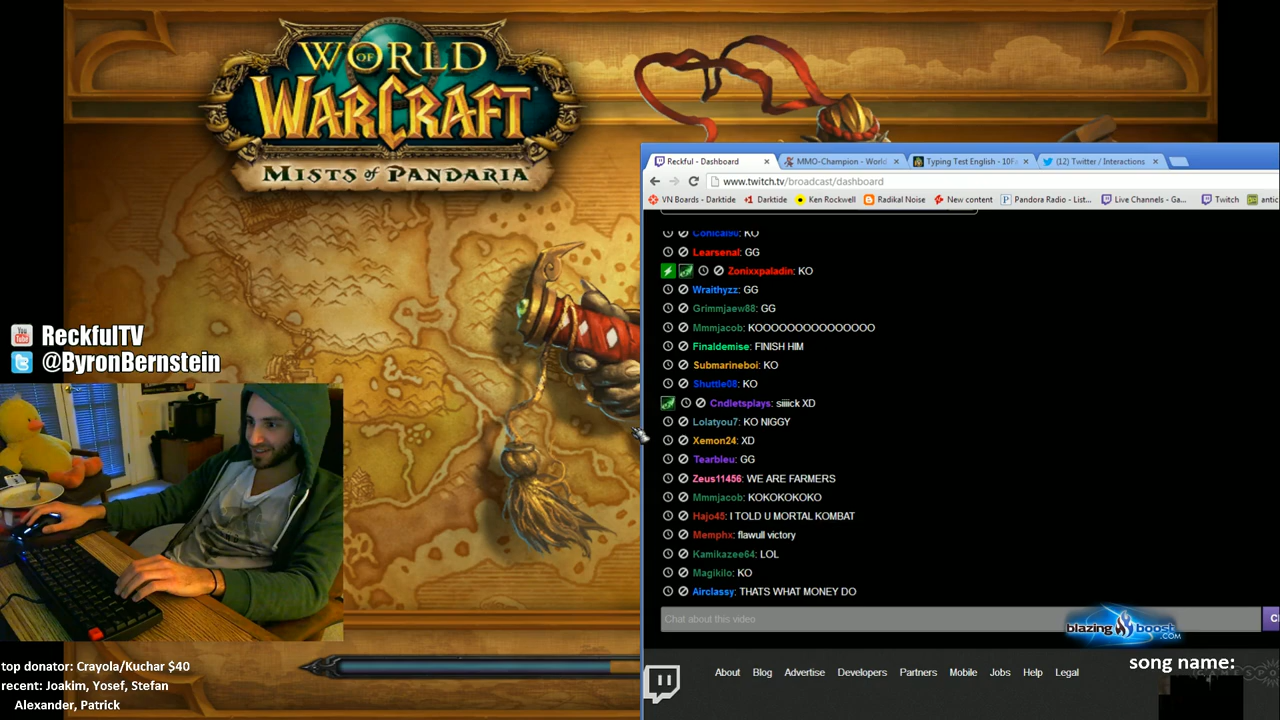 WORLD
OF
WARCRAFT
MISTS of PANDARIA
ReckfulTV
@ByronBernstein
top donator: Crayola/Kuchar $40
recent: Joakim, Yosef, Stefan
Alexander, Patrick
Reckful - Dashboard
MMO-Champion - World
Typing Test English - 10Fa
(12) Twitter / Interactions
www.twitch.tv/broadcast/dashboard
VN Boards - Darktide
+1 Darktide
Ken Rockwell
Radikal Noise
New content
Pandora Radio - List...
Live Channels - Ga...
Twitch
antic
Conical90: KO
Learsenal: GG
Zonixxpaladin: KO
Wraithyzz: GG
Grimmjaew88: GG
Mmmjacob: KOOOOOOOOOOOOOOO
Finaldemise: FINISH HIM
Submarineboi: KO
Shuttle08: KO
Cndletsplays: siiiick XD
Lolatyou7: KO NIGGY
Xemon24: XD
Tearbleu: GG
Zeus11456: WE ARE FARMERS
Mmmjacob: KOKOKOKOKO
Hajo45: I TOLD U MORTAL KOMBAT
Memphx: flawull victory
Kamikazee64: LOL
Magikilo: KO
Airclassy: THATS WHAT MONEY DO
Chat about this video
C
blazing boost
.COM
song name:
About
Blog
Advertise
Developers
Partners
Mobile
Jobs
Help
Legal